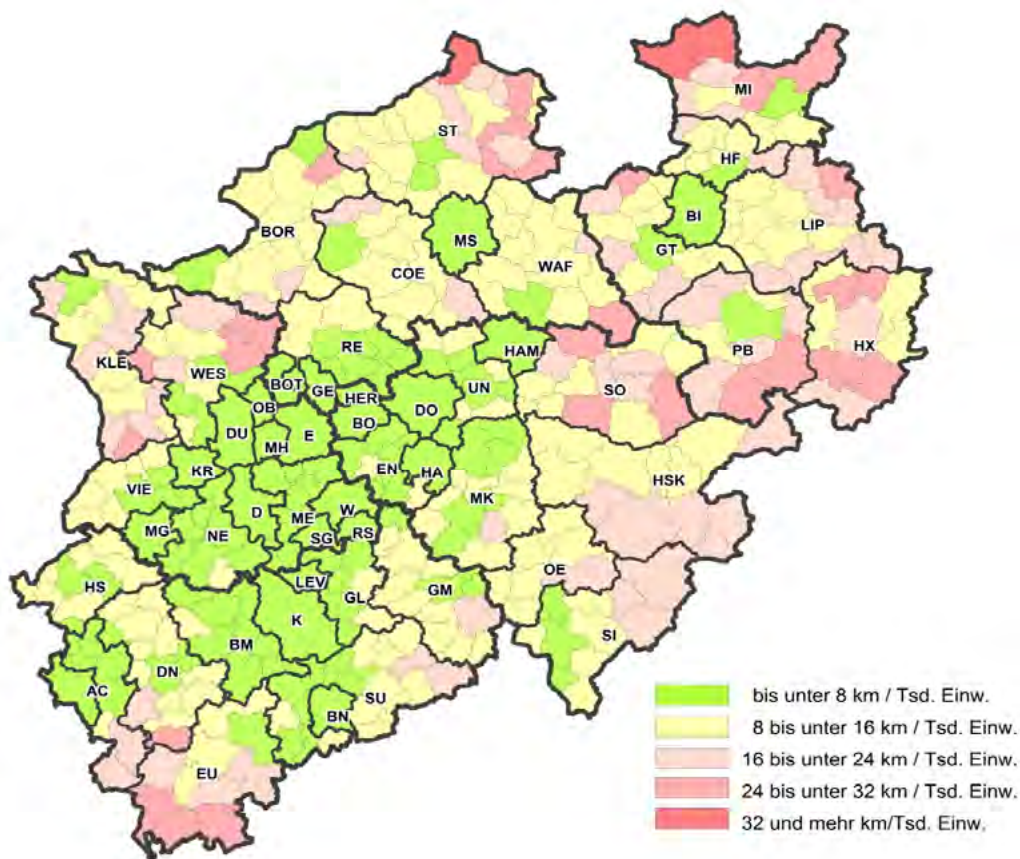 MI
ST
HF
BI
BOR
MS
LIP
GT
COE
WAF
RE
HAM
PB
HX
KLE
WES
UN
SO
BOT
GE
HER
OB
DO
BO
DU
E
MH
EN
HA
HSK
KR
VIE
MK
D
W
ME
MG
NE
SG
RS
OE
LEV
HS
GL
GM
K
SI
BM
DN
AC
SU
BN
EU
bis unter 8 km / Tsd. Einw.
8 bis unter 16 km / Tsd. Einw.
16 bis unter 24 km / Tsd. Einw.
24 bis unter 32 km / Tsd. Einw.
32 und mehr km/Tsd. Einw.